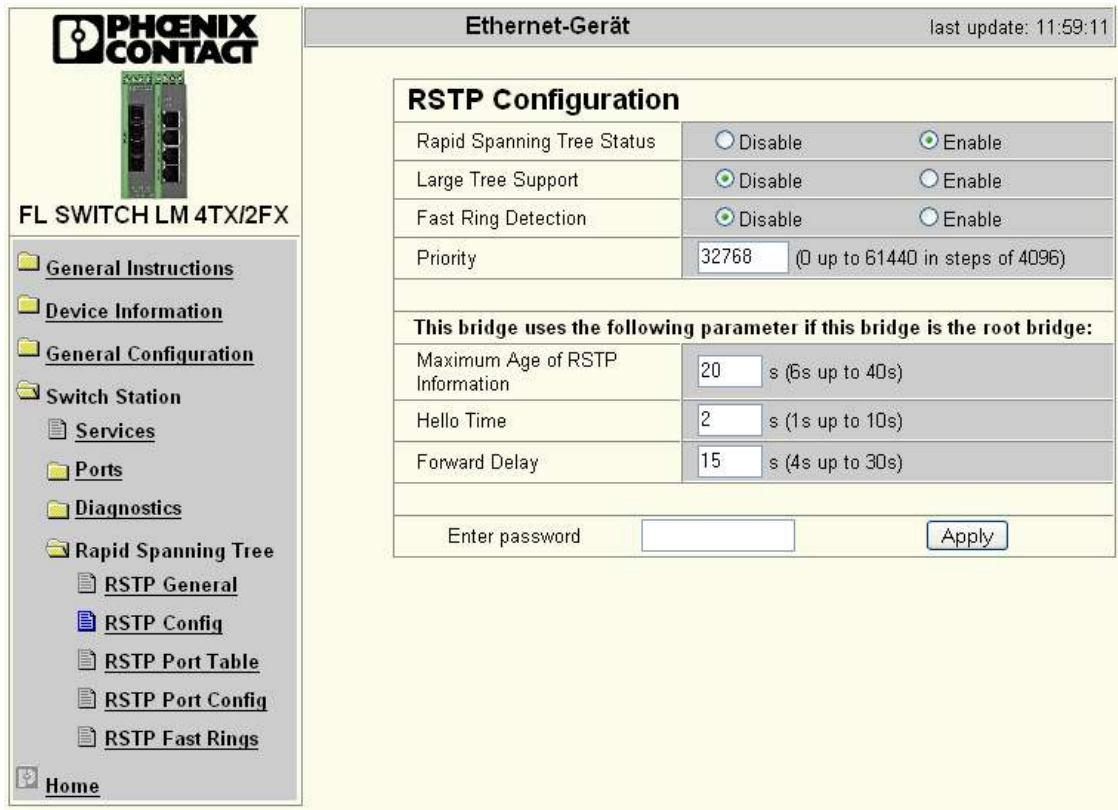 PHŒNIX
CONTACT
FL SWITCH LM 4TX/2FX
General Instructions
Device Information
General Configuration
Switch Station
Services
Ports
Diagnostics
Rapid Spanning Tree
RSTP General
RSTP Config
RSTP Port Table
RSTP Port Config
RSTP Fast Rings
Home
Ethernet-Gerät last update: 11:59:11
RSTP Configuration
Rapid Spanning Tree Status Disable Enable
Large Tree Support Disable Enable
Fast Ring Detection Disable Enable
Priority 32768 (0 up to 61440 in steps of 4096)
This bridge uses the following parameter if this bridge is the root bridge:
Maximum Age of RSTP
Information 20 s (6s up to 40s)
Hello Time 2 s (1s up to 10s)
Forward Delay 15 s (4s up to 30s)
Enter password Apply